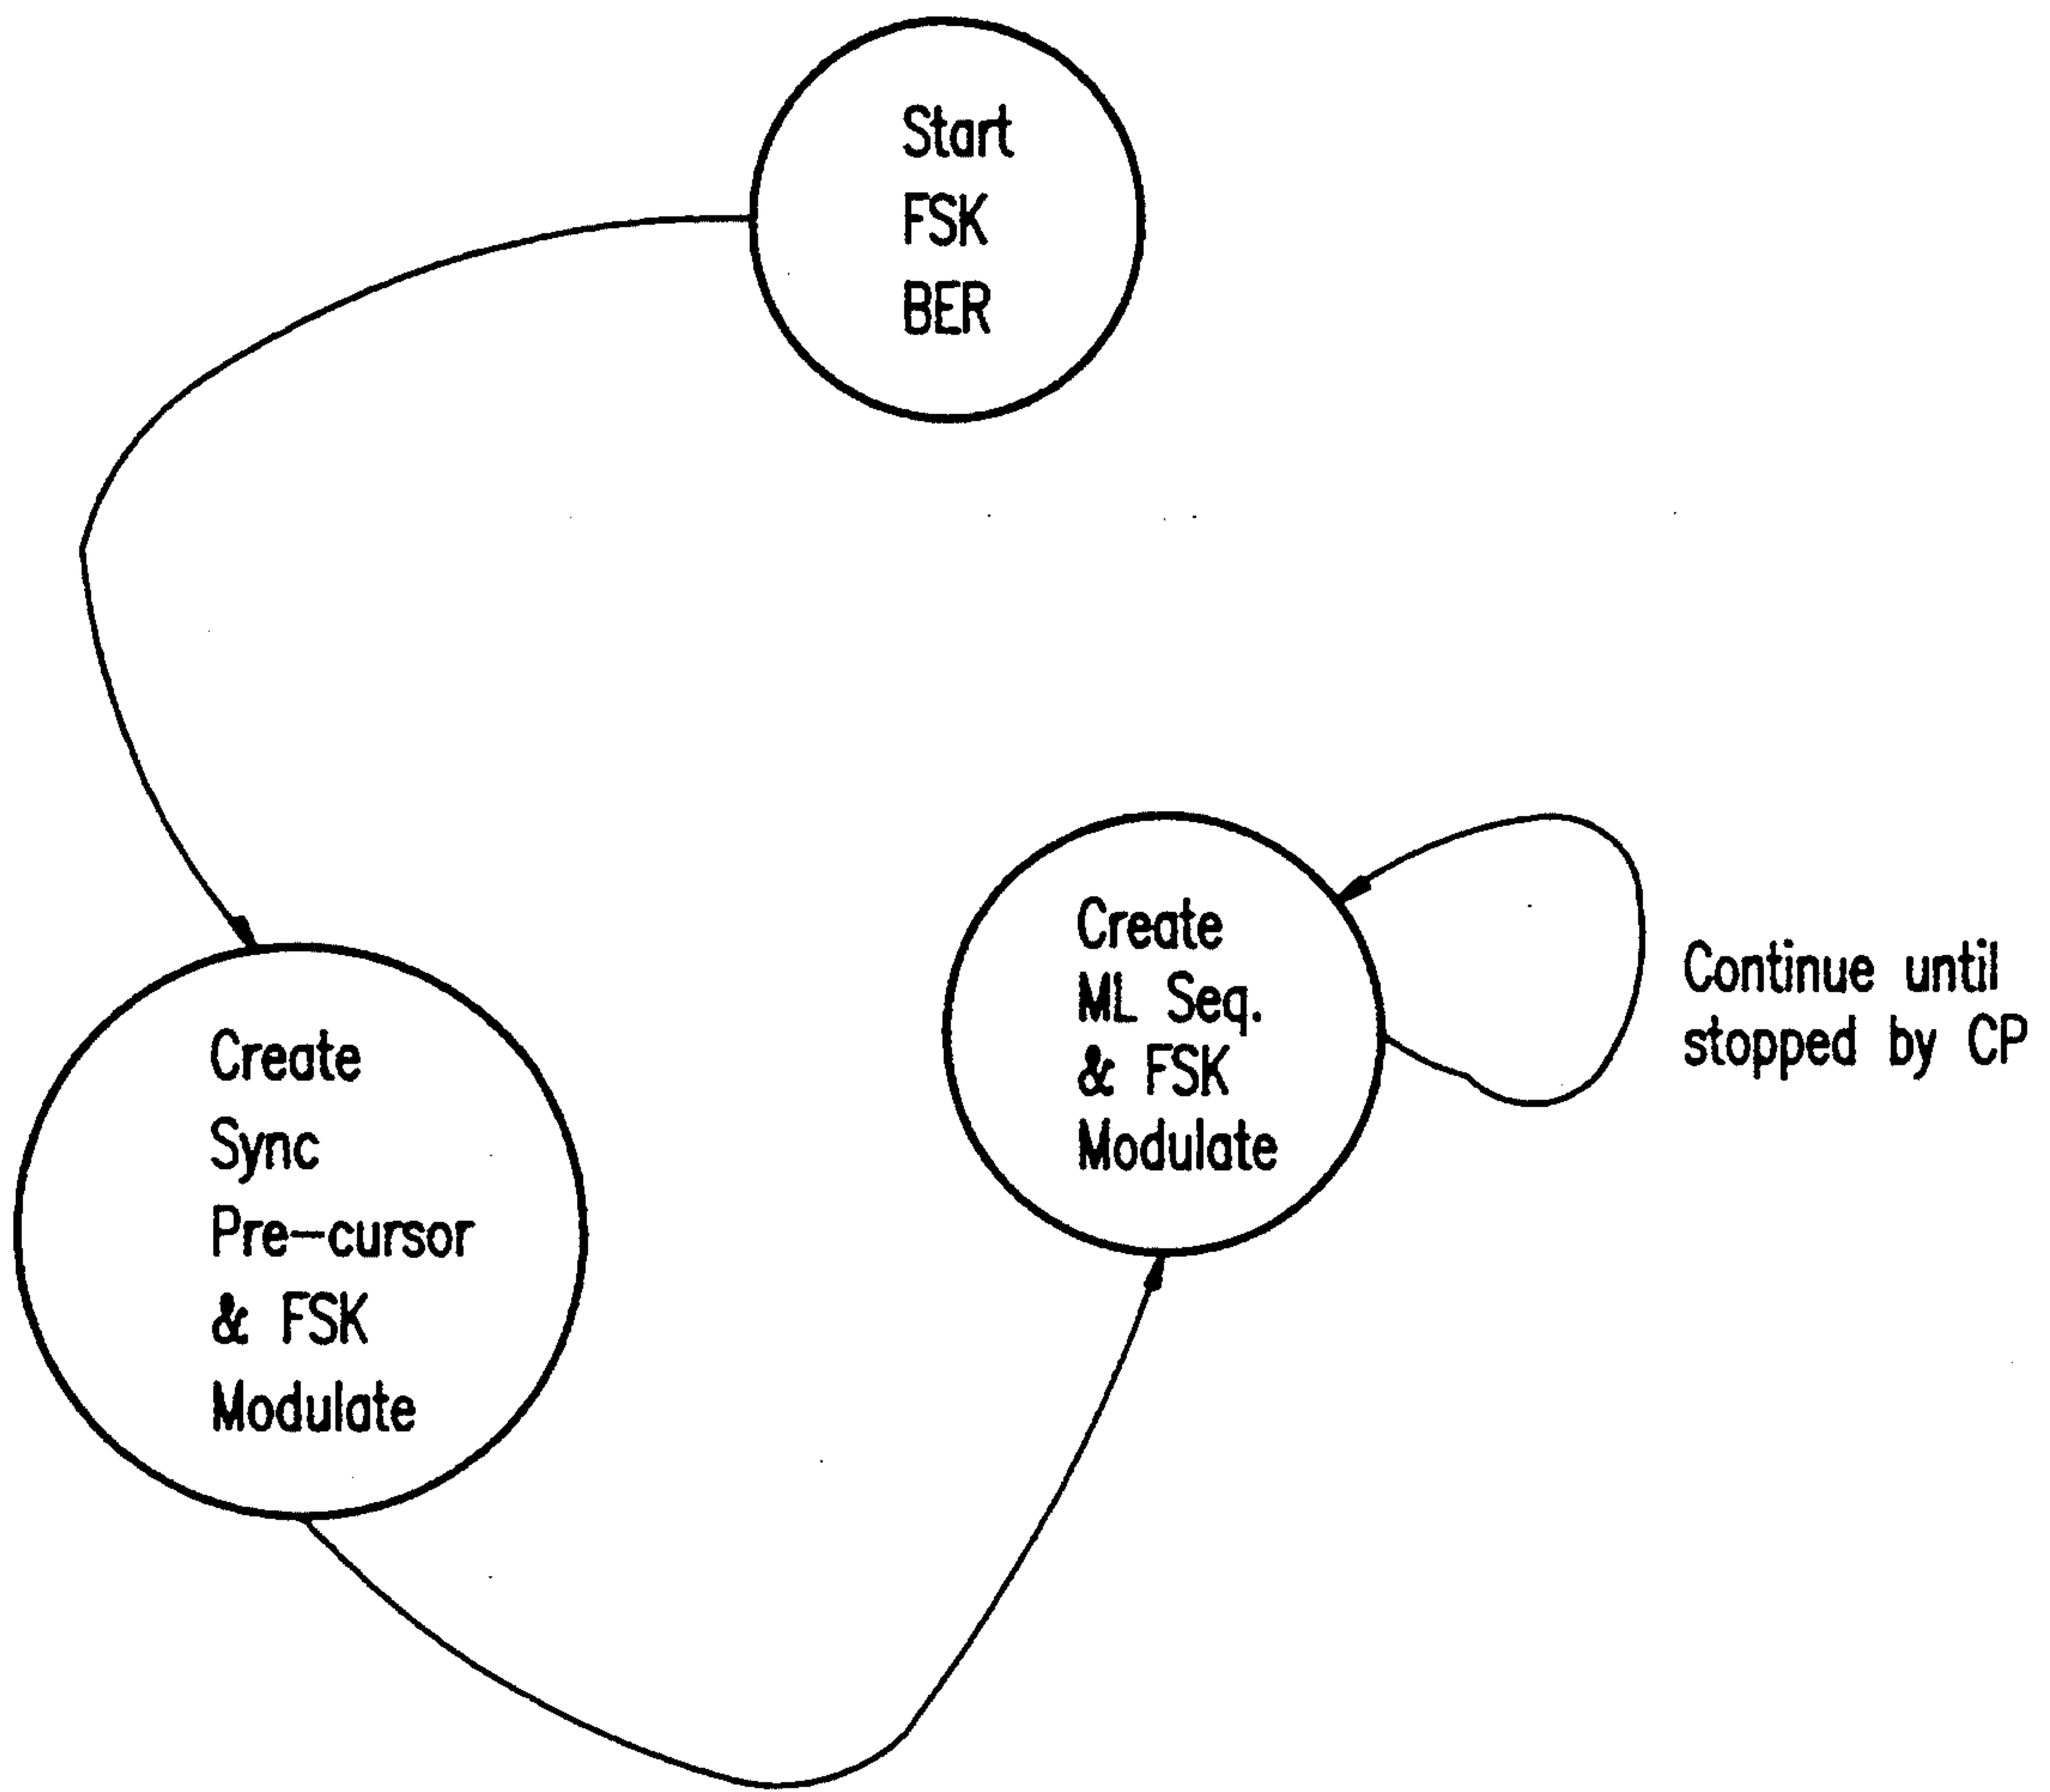 Start
FSK
BER
Create
Sync
Pre-cursor
& FSK
Modulate
Create
ML Seq.
& FSK
Modulate
Continue until
stopped by CP